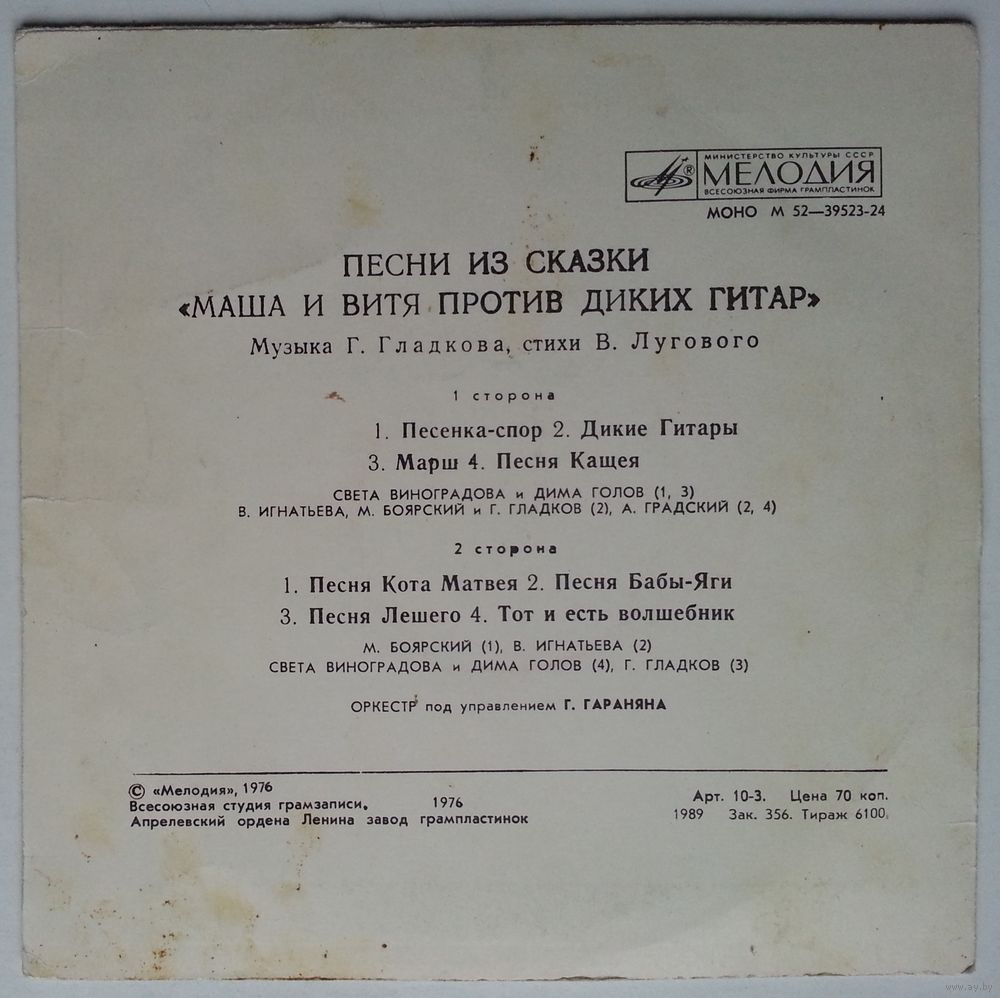 МИНИСТЕРСТВО КУЛЬТУРЫ СССР
МЕЛОДИЯ
ВСЕСОЮЗНАЯ ФИРМА ГРАМПЛАСТИНОК
МОНО М 52—39523-24
ПЕСНИ ИЗ СКАЗКИ
«МАША И ВИТЯ ПРОТИВ ДИКИХ ГИТАР»
Музыка Г. Гладкова, стихи В. Лугового
1 сторона
1. Песенка-спор 2. Дикие Гитары
3. Марш 4. Песня Кащея
СВЕТА ВИНОГРАДОВА и ДИМА ГОЛОВ (1, 3)
В. ИГНАТЬЕВА, М. БОЯРСКИЙ и Г. ГЛАДКОВ (2), А. ГРАДСКИЙ (2, 4)
2 сторона
1. Песня Кота Матвея 2. Песня Бабы-Яги
3. Песня Лешего 4. Тот и есть волшебник
М. БОЯРСКИЙ (1), В. ИГНАТЬЕВА (2)
СВЕТА ВИНОГРАДОВА и ДИМА ГОЛОВ (4), Г. ГЛАДКОВ (3)
ОРКЕСТР под управлением Г. ГАРАНЯНА
© «Мелодия», 1976
Всесоюзная студия грамзаписи. 1976
Апрелевский ордена Ленина завод грампластинок
Арт. 10-3. Цена 70 коп.
1989 Зак. 356. Тираж 6100.
www.ay.by